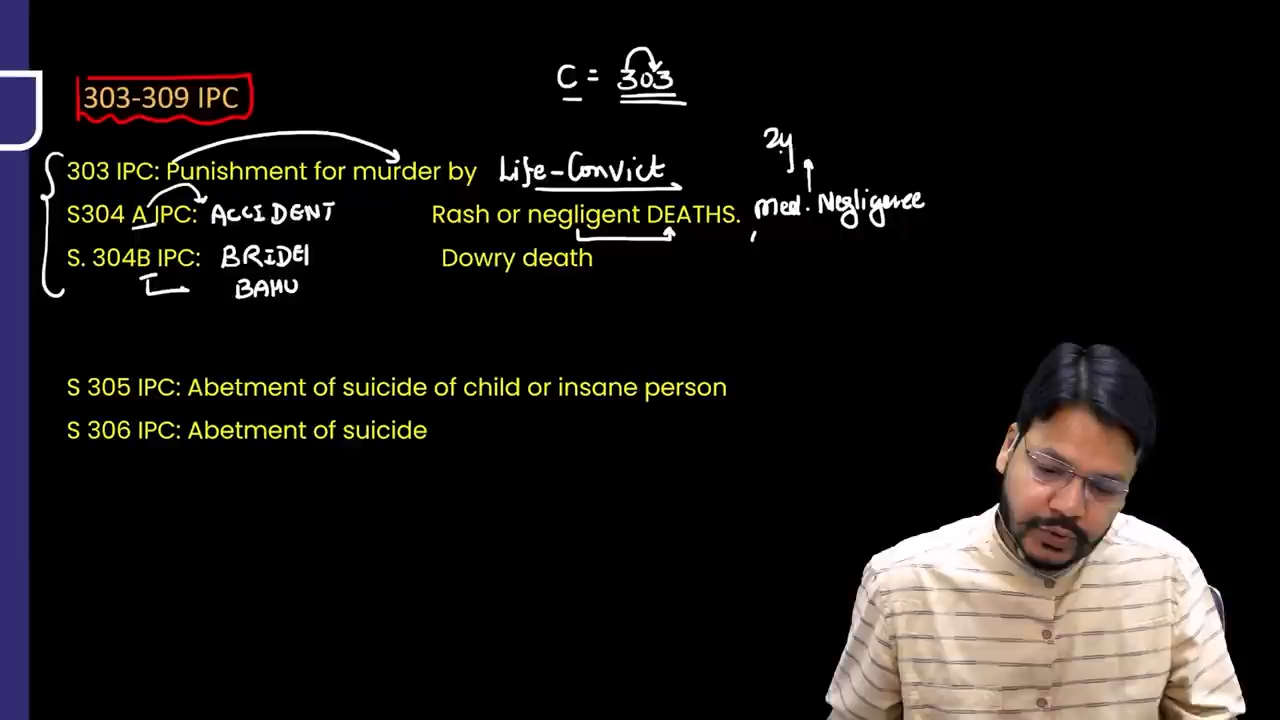 C = 303
303-309 IPC
2y
303 IPC: Punishment for murder by Life-Convict
S304 A IPC: ACCIDENT Rash or negligent DEATHS. Med. Negligence
S. 304B IPC: BRIDE Dowry death
BAHU
S 305 IPC: Abetment of suicide of child or insane person
S 306 IPC: Abetment of suicide